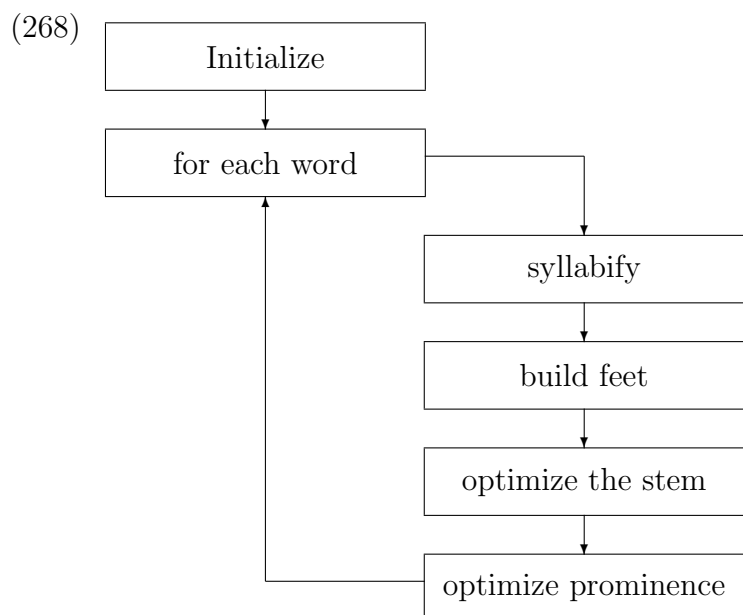 (268)
Initialize
for each word
syllabify
build feet
optimize the stem
optimize prominence